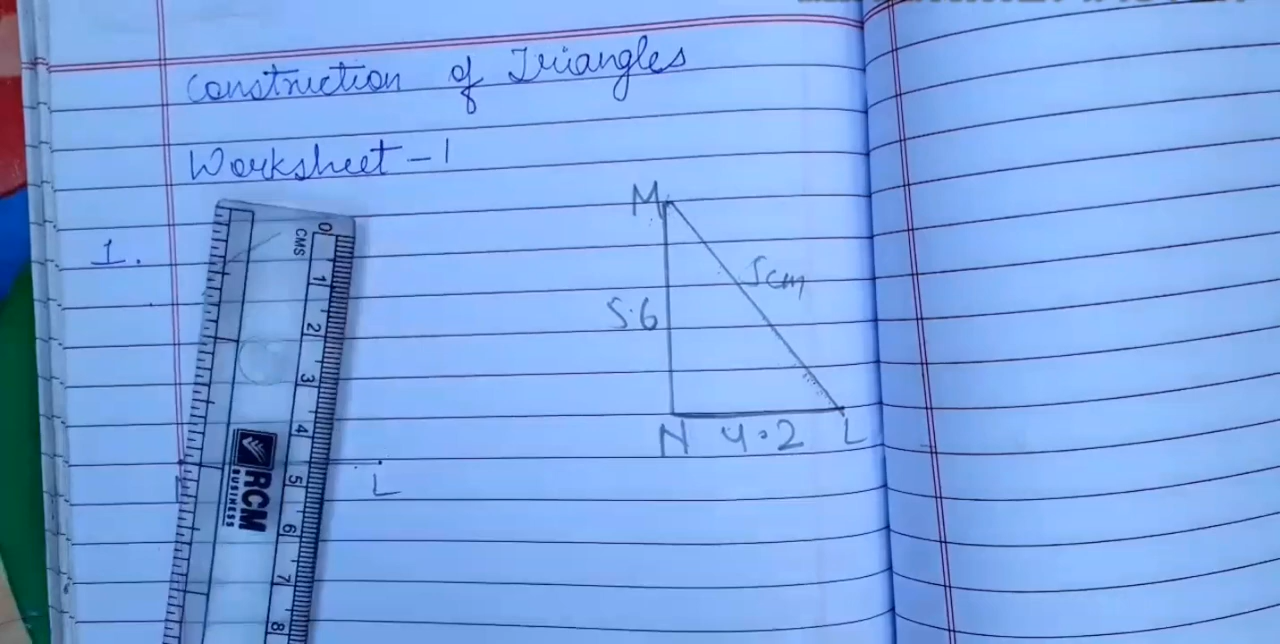 Construction of Triangles
Worksheet - 1
1.
M
5cm
5.6
N 4.2 L
L
0
CMS
1
2
3
4
5
6
7
8
RCM
BUSINESS